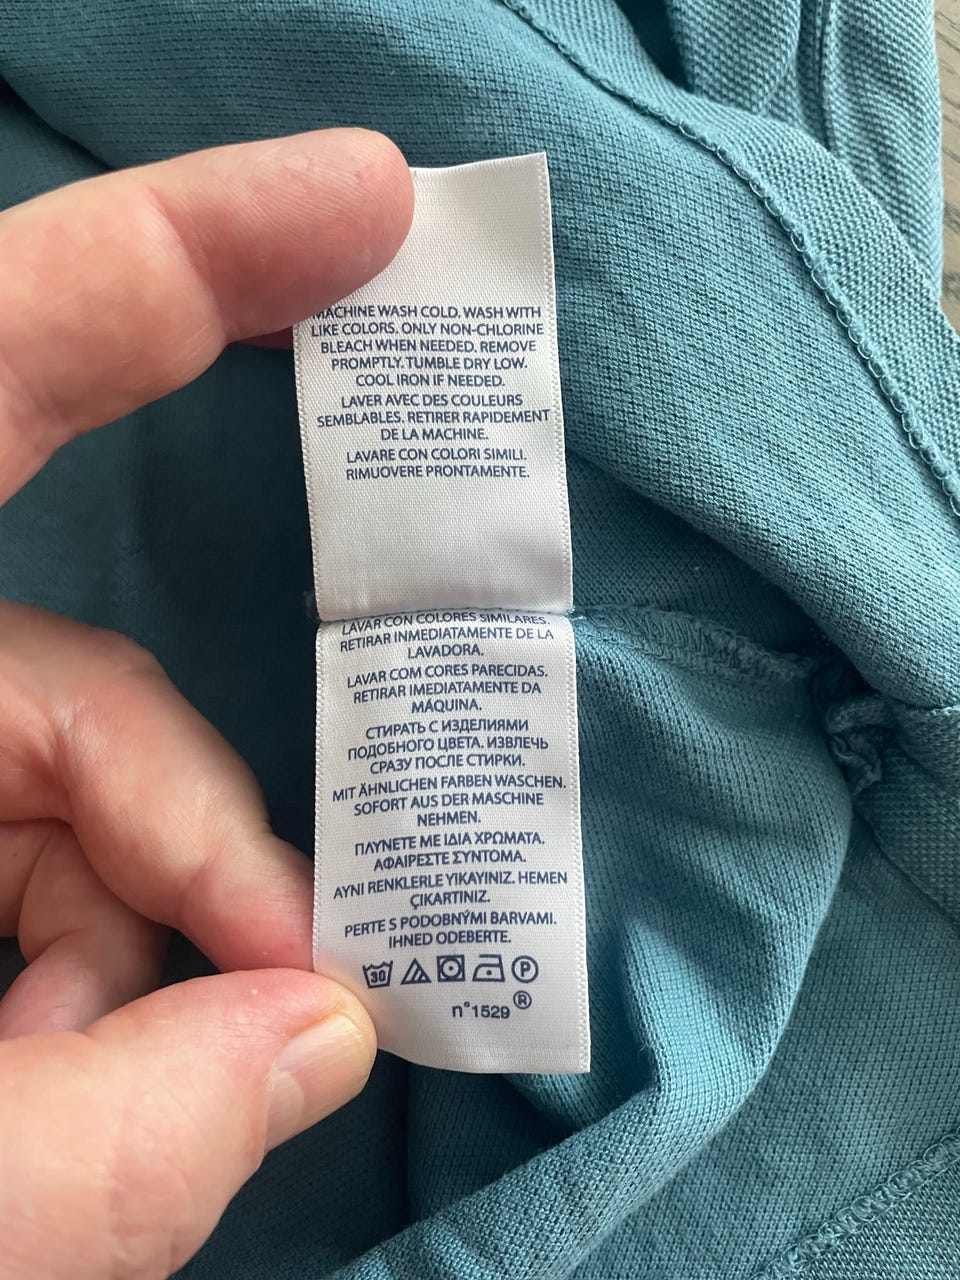 MACHINE WASH COLD. WASH WITH
LIKE COLORS. ONLY NON-CHLORINE
BLEACH WHEN NEEDED. REMOVE
PROMPTLY. TUMBLE DRY LOW.
COOL IRON IF NEEDED.
LAVER AVEC DES COULEURS
SEMBLABLES. RETIRER RAPIDEMENT
DE LA MACHINE.
LAVARE CON COLORI SIMILI.
RIMUOVERE PRONTAMENTE.
LAVAR CON COLORES SIMILARES.
RETIRAR INMEDIATAMENTE DE LA
LAVADORA.
LAVAR COM CORES PARECIDAS.
RETIRAR IMEDIATAMENTE DA
MÁQUINA.
СТИРАТЬ С ИЗДЕЛИЯМИ
ПОДОБНОГО ЦВЕТА. ИЗВЛЕЧЬ
СРАЗУ ПОСЛЕ СТИРКИ.
MIT ÄHNLICHEN FARBEN WASCHEN.
SOFORT AUS DER MASCHINE
NEHMEN.
ΠΛΥΝΕΤΕ ΜΕ ΙΔΙΑ ΧΡΩΜΑΤΑ.
ΑΦΑΙΡΕΣΤΕ ΣΥΝΤΟΜΑ.
AYNI RENKLERLE YIKAYINIZ. HEMEN
ÇIKARTINIZ.
PERTE S PODOBNÝMI BARVAMI.
IHNED ODEBERTE.
30 P
n°1529 ®